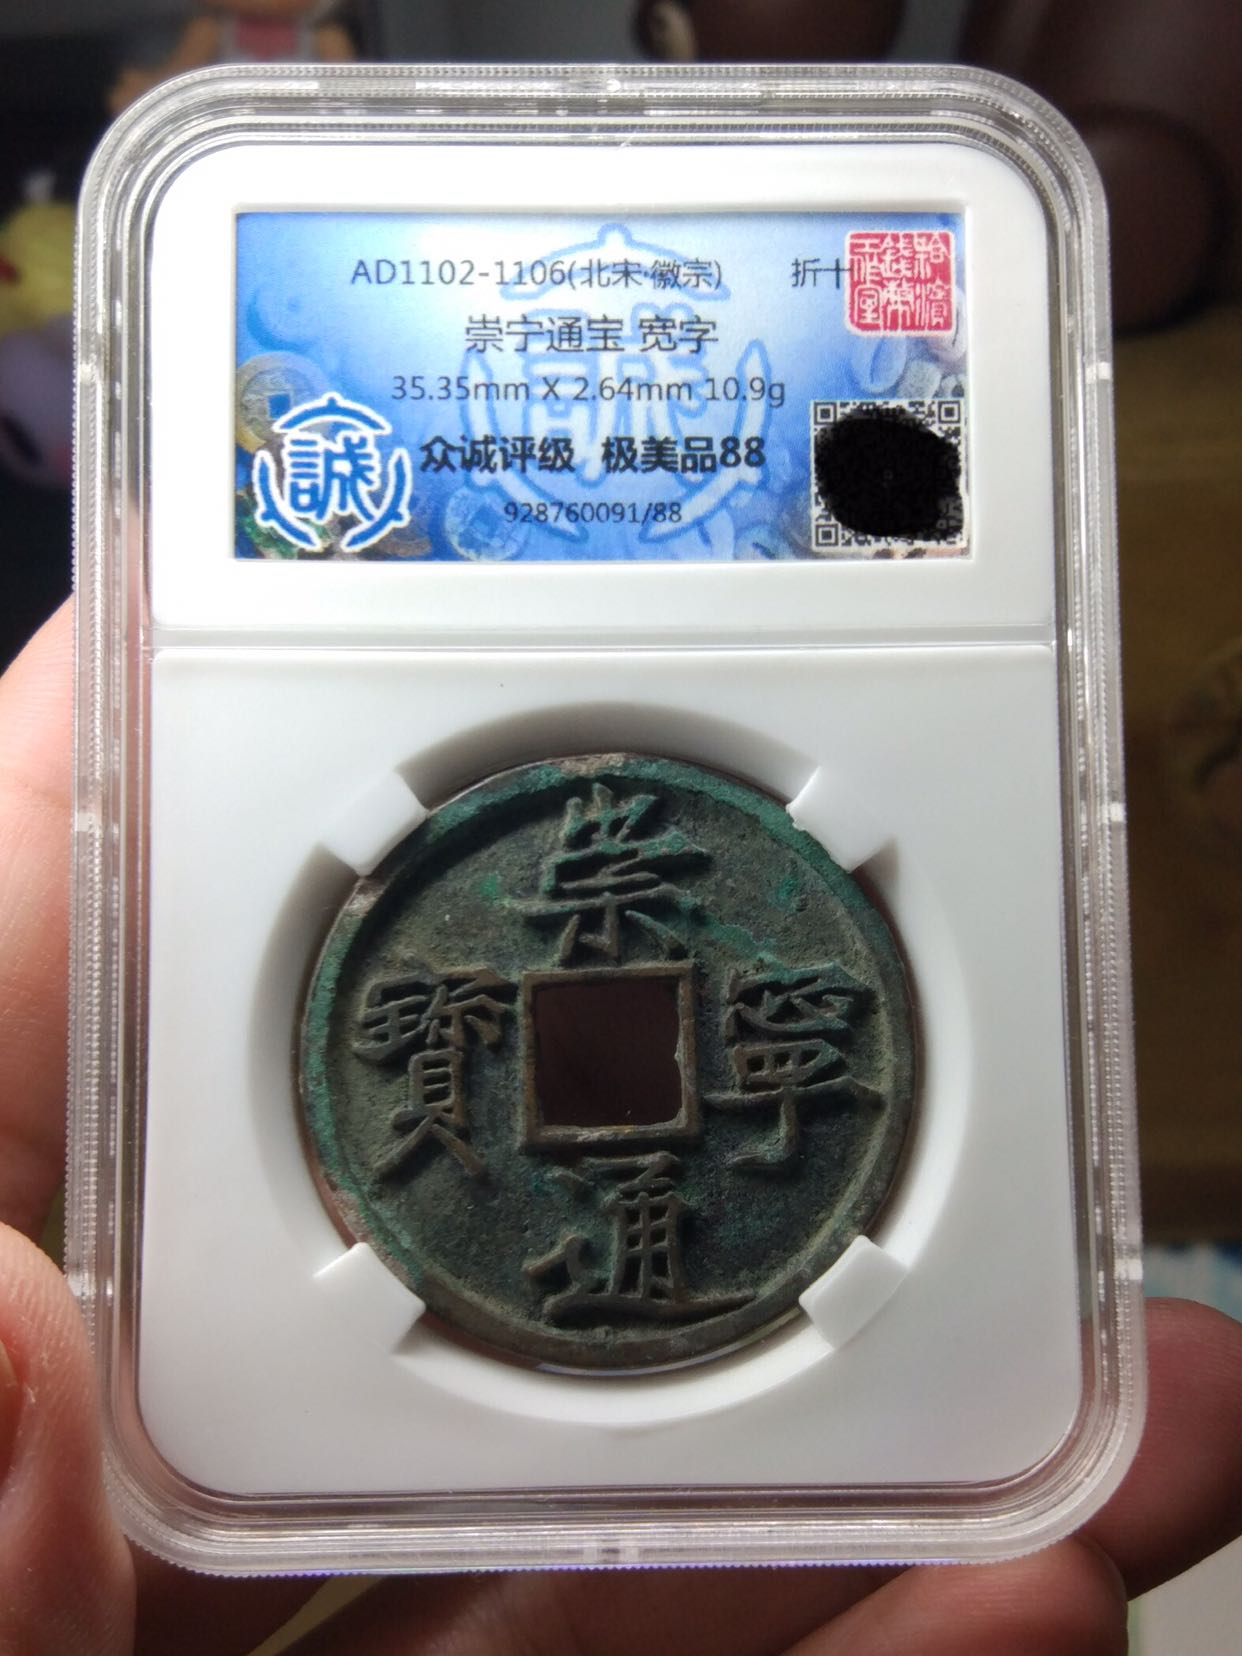 AD1102-1106(北宋·徽宗) 折十
崇宁通宝 宽字
35.35mm X 2.64mm 10.9g
誠
众诚评级 极美品88
928760091/88
崇
寶 寧
通